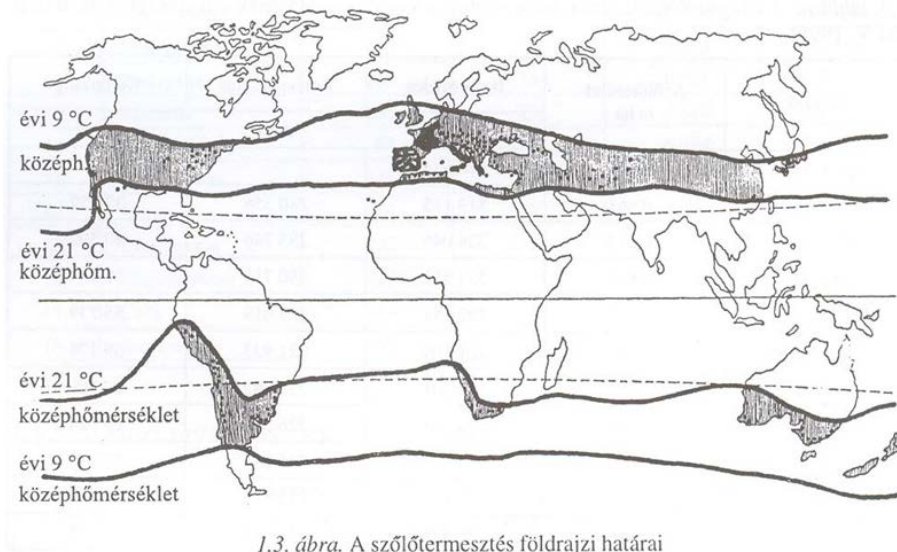 évi 9 °C
középh.
évi 21 °C
középhőm.
évi 21 °C
középhőmérséklet
évi 9 °C
középhőmérséklet
1.3. ábra. A szőlőtermesztés földrajzi határai